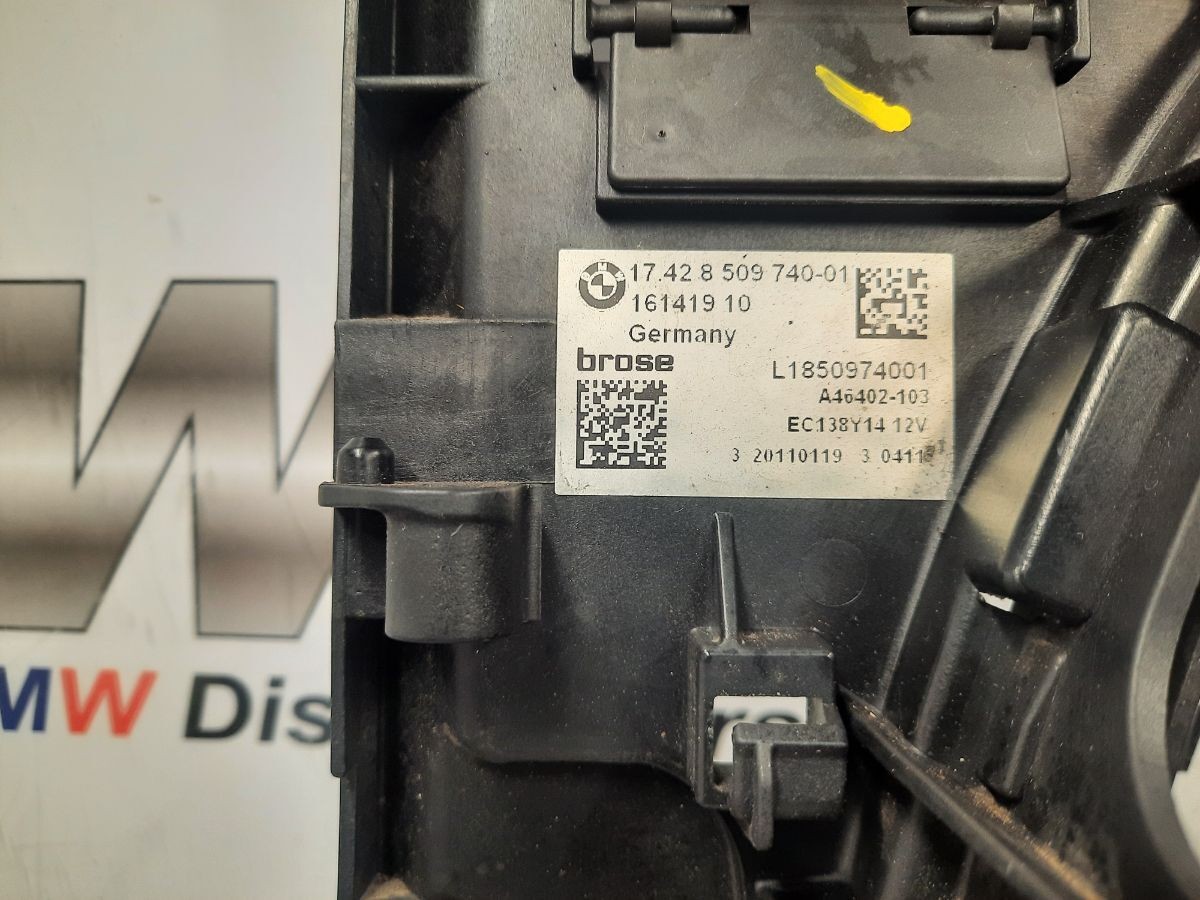 BMW
17.42 8 509 740-01
161419 10
Germany
brose
L1850974001
A46402-103
EC138Y14 12V
3 20110119 3 0411
W
MW Dis